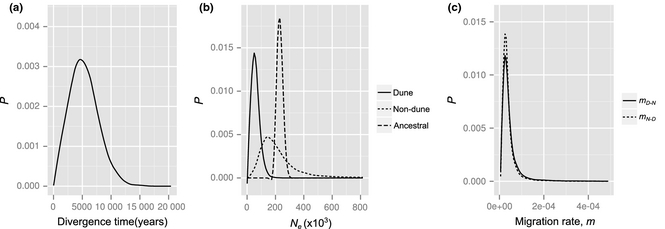 (a)
P
0.004
0.003
0.002
0.001
0.000
0 5000 10 000 15 000 20 000
Divergence time(years)
(b)
P
0.015
0.010
0.005
0.000
0 200 400 600 800
Ne (x10³)
Dune
Non-dune
Ancestral
(c)
P
0.015
0.010
0.005
0.000
0e+00 2e-04 4e-04
Migration rate, m
mD-N
mN-D